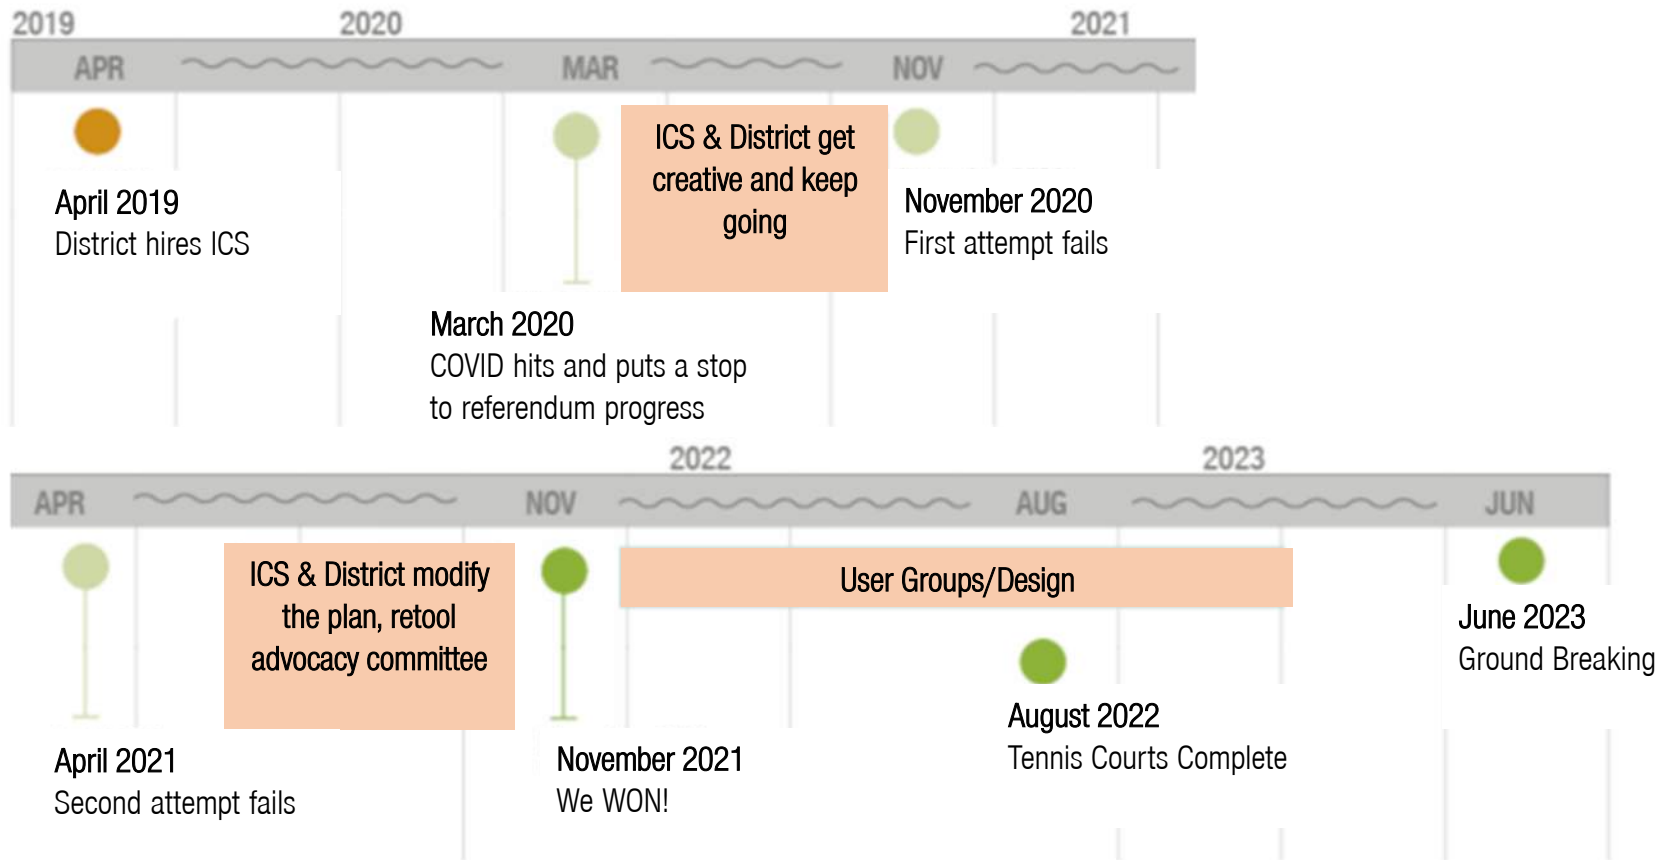 2019
2020
2021
APR
MAR
NOV
ICS & District get
creative and keep
going
April 2019
District hires ICS
November 2020
First attempt fails
March 2020
COVID hits and puts a stop
to referendum progress
2022
2023
APR
NOV
AUG
JUN
ICS & District modify
the plan, retool
advocacy committee
User Groups/Design
June 2023
Ground Breaking
August 2022
Tennis Courts Complete
April 2021
Second attempt fails
November 2021
We WON!